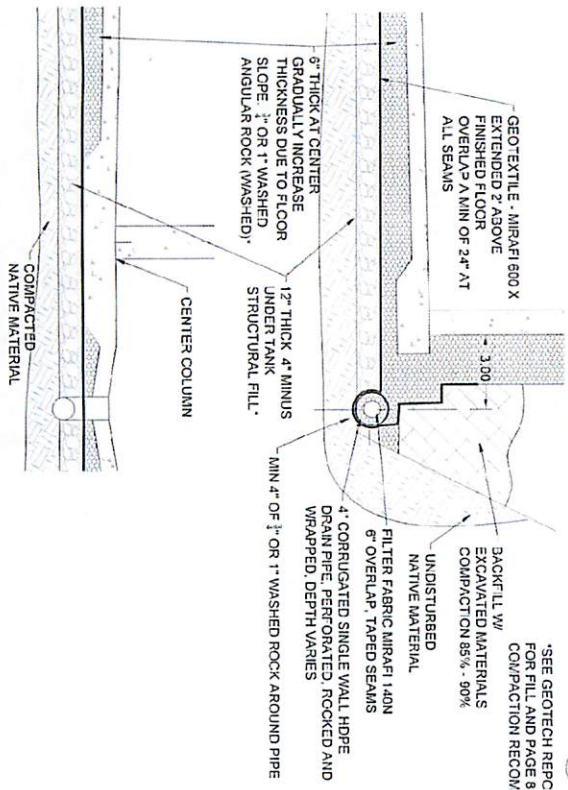 GEOTEXTILE - MIRAFI 600 X
EXTENDED 2' ABOVE
FINISHED FLOOR
OVERLAP A MIN OF 24" AT
ALL SEAMS
3.00
*SEE GEOTECH REPO
FOR FILL AND PAGE 8
COMPACTION RECOM
BACKFILL W/
EXCAVATED MATERIALS
COMPACTION 85% - 90%
UNDISTURBED
NATIVE MATERIAL
FILTER FABRIC MIRAFI 140N
6" OVERLAP, TAPED SEAMS
4" CORRUGATED SINGLE WALL HDPE
DRAIN PIPE, PERFORATED, ROCKED AND
WRAPPED, DEPTH VARIES
MIN 4" OF ¾" OR 1" WASHED ROCK AROUND PIPE
12" THICK 4" MINUS
UNDER TANK
STRUCTURAL FILL*
6" THICK AT CENTER
GRADUALLY INCREASE
THICKNESS DUE TO FLOOR
SLOPE. ¾" OR 1" WASHED
ANGULAR ROCK (WASHED)*
CENTER COLUMN
COMPACTED
NATIVE MATERIAL